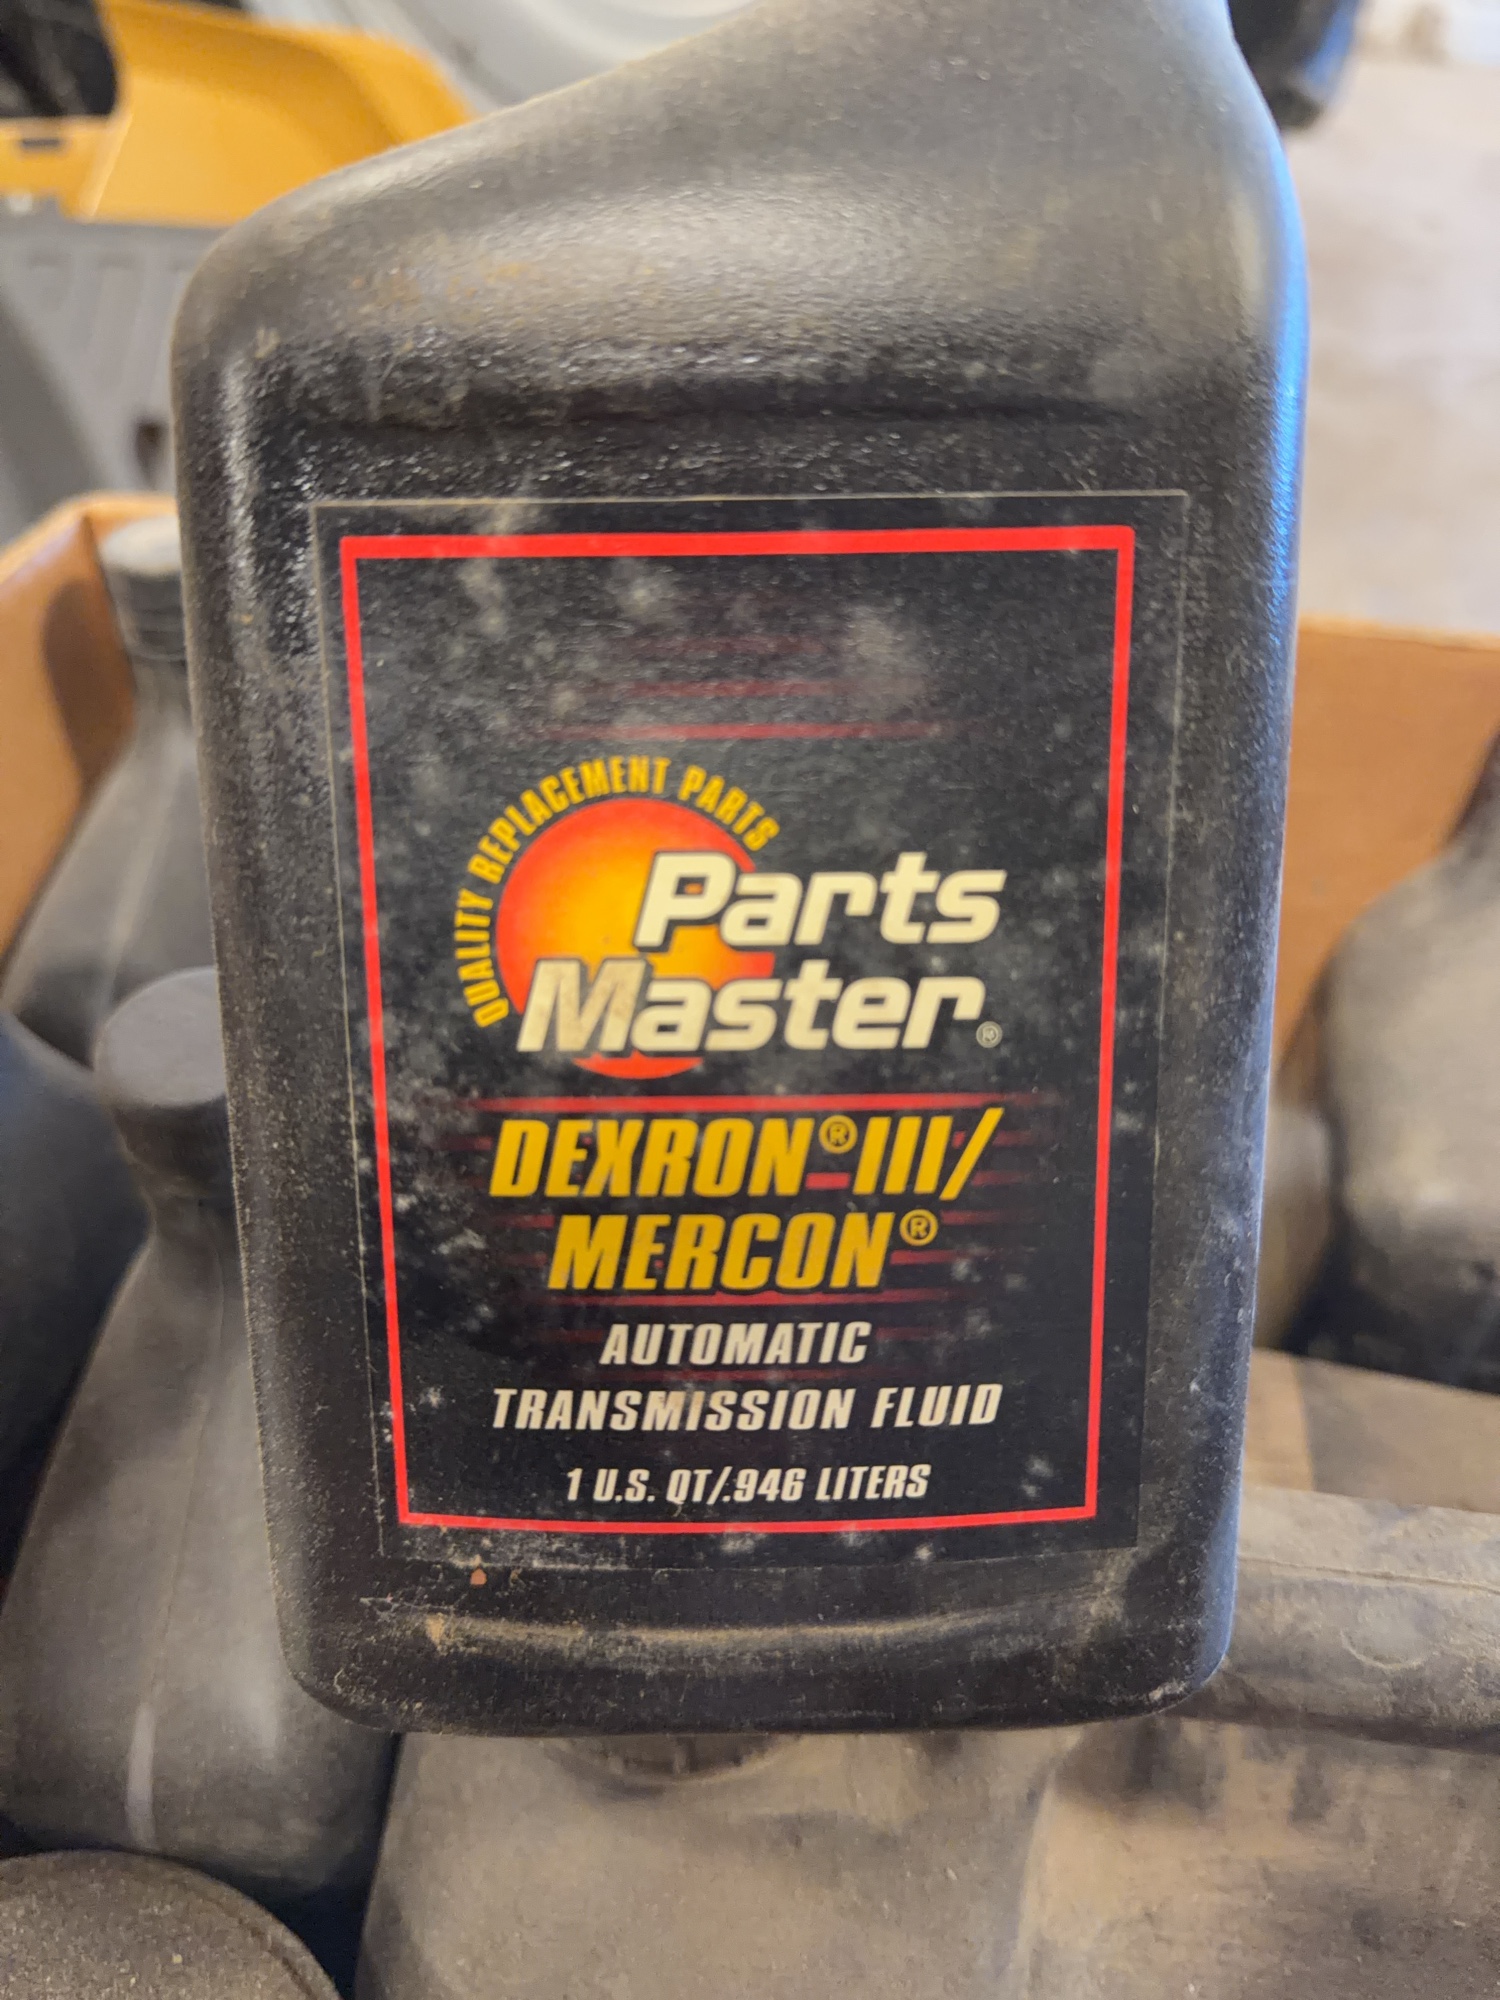 QUALITY REPLACEMENT PARTS
Parts
Master®
DEXRON® III/
MERCON®
AUTOMATIC
TRANSMISSION FLUID
1 U.S. QT/.946 LITERS